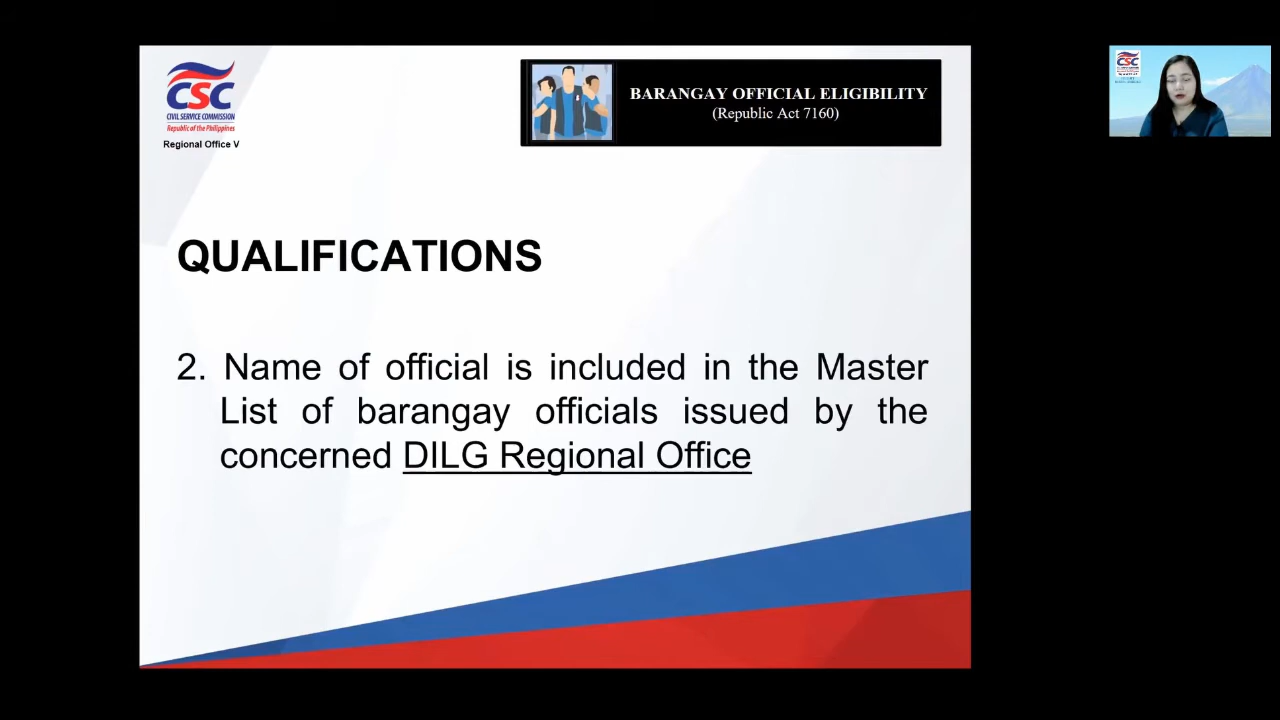 CSC
CIVIL SERVICE COMMISSION
Republic of the Philippines
Regional Office V
BARANGAY OFFICIAL ELIGIBILITY
(Republic Act 7160)
CSC
QUALIFICATIONS
2. Name of official is included in the Master
List of barangay officials issued by the
concerned DILG Regional Office